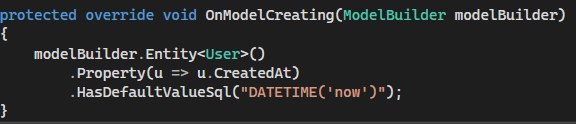 protected override void OnModelCreating(ModelBuilder modelBuilder)
{
    modelBuilder.Entity<User>()
        .Property(u => u.CreatedAt)
        .HasDefaultValueSql("DATETIME('now')");
}